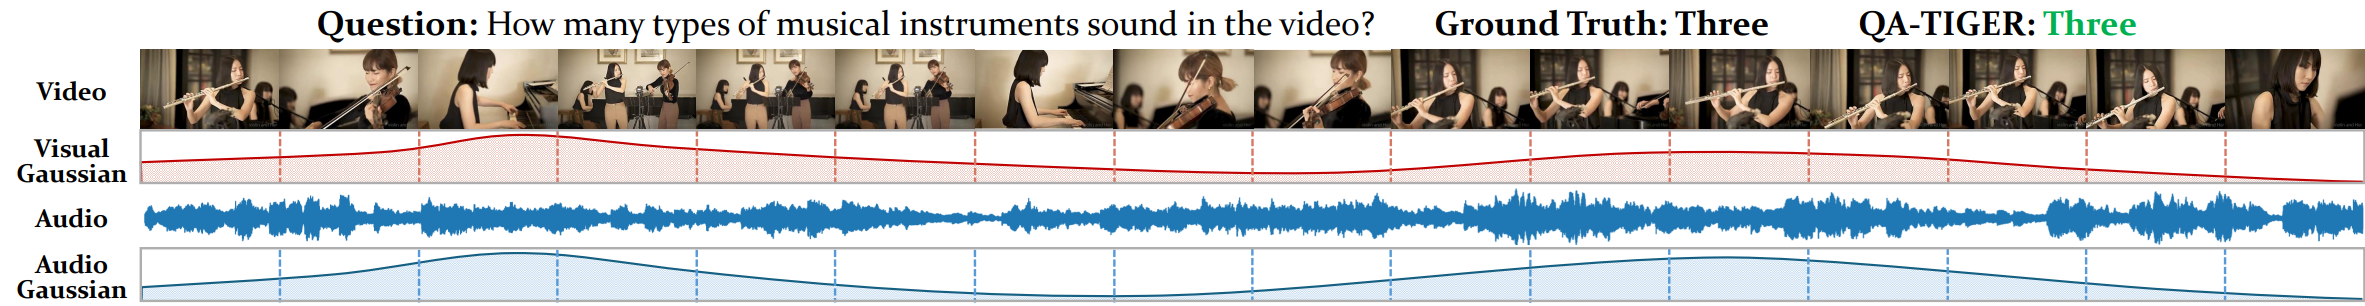 Question: How many types of musical instruments sound in the video? Ground Truth: Three QA-TIGER: Three
Video
Visual
Gaussian
Audio
Audio
Gaussian